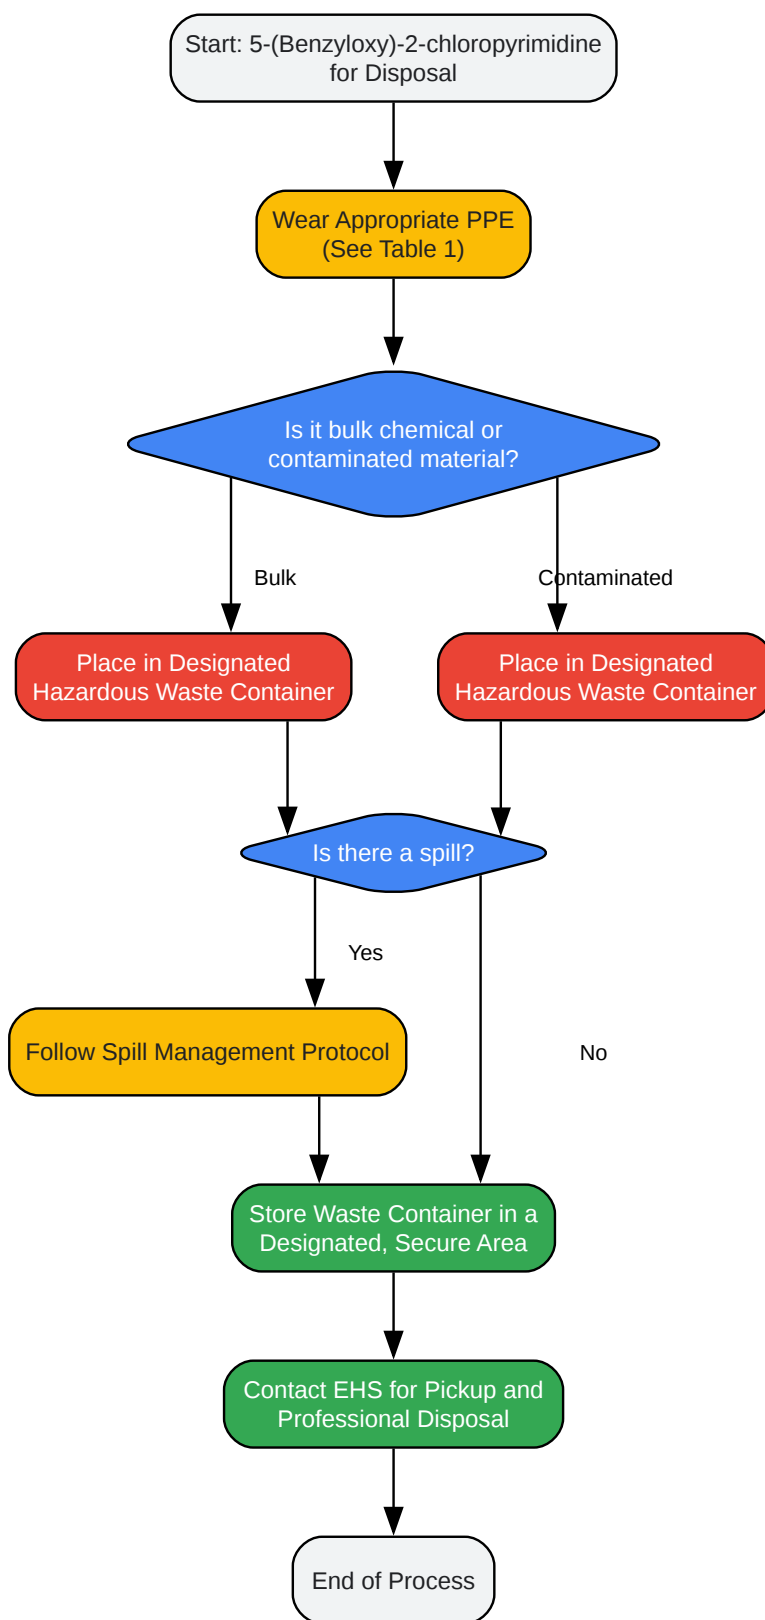 Start: 5-(Benzyloxy)-2-chloropyrimidine
for Disposal
Wear Appropriate PPE
(See Table 1)
Is it bulk chemical or
contaminated material?
Bulk
Contaminated
Place in Designated
Hazardous Waste Container
Place in Designated
Hazardous Waste Container
Is there a spill?
Yes
Follow Spill Management Protocol
No
Store Waste Container in a
Designated, Secure Area
Contact EHS for Pickup and
Professional Disposal
End of Process